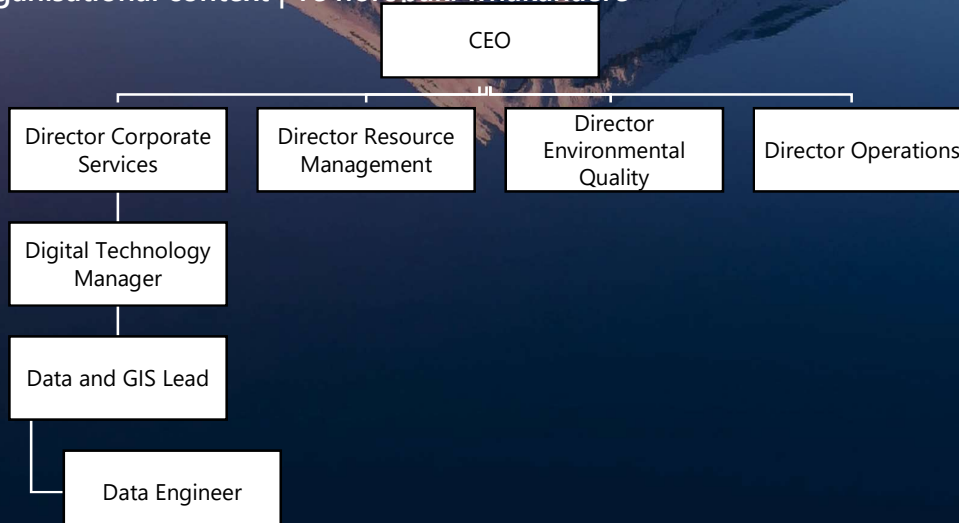 CEO
Director Corporate
Services
Director Resource
Management
Director
Environmental
Quality
Director Operations
Digital Technology
Manager
Data and GIS Lead
Data Engineer